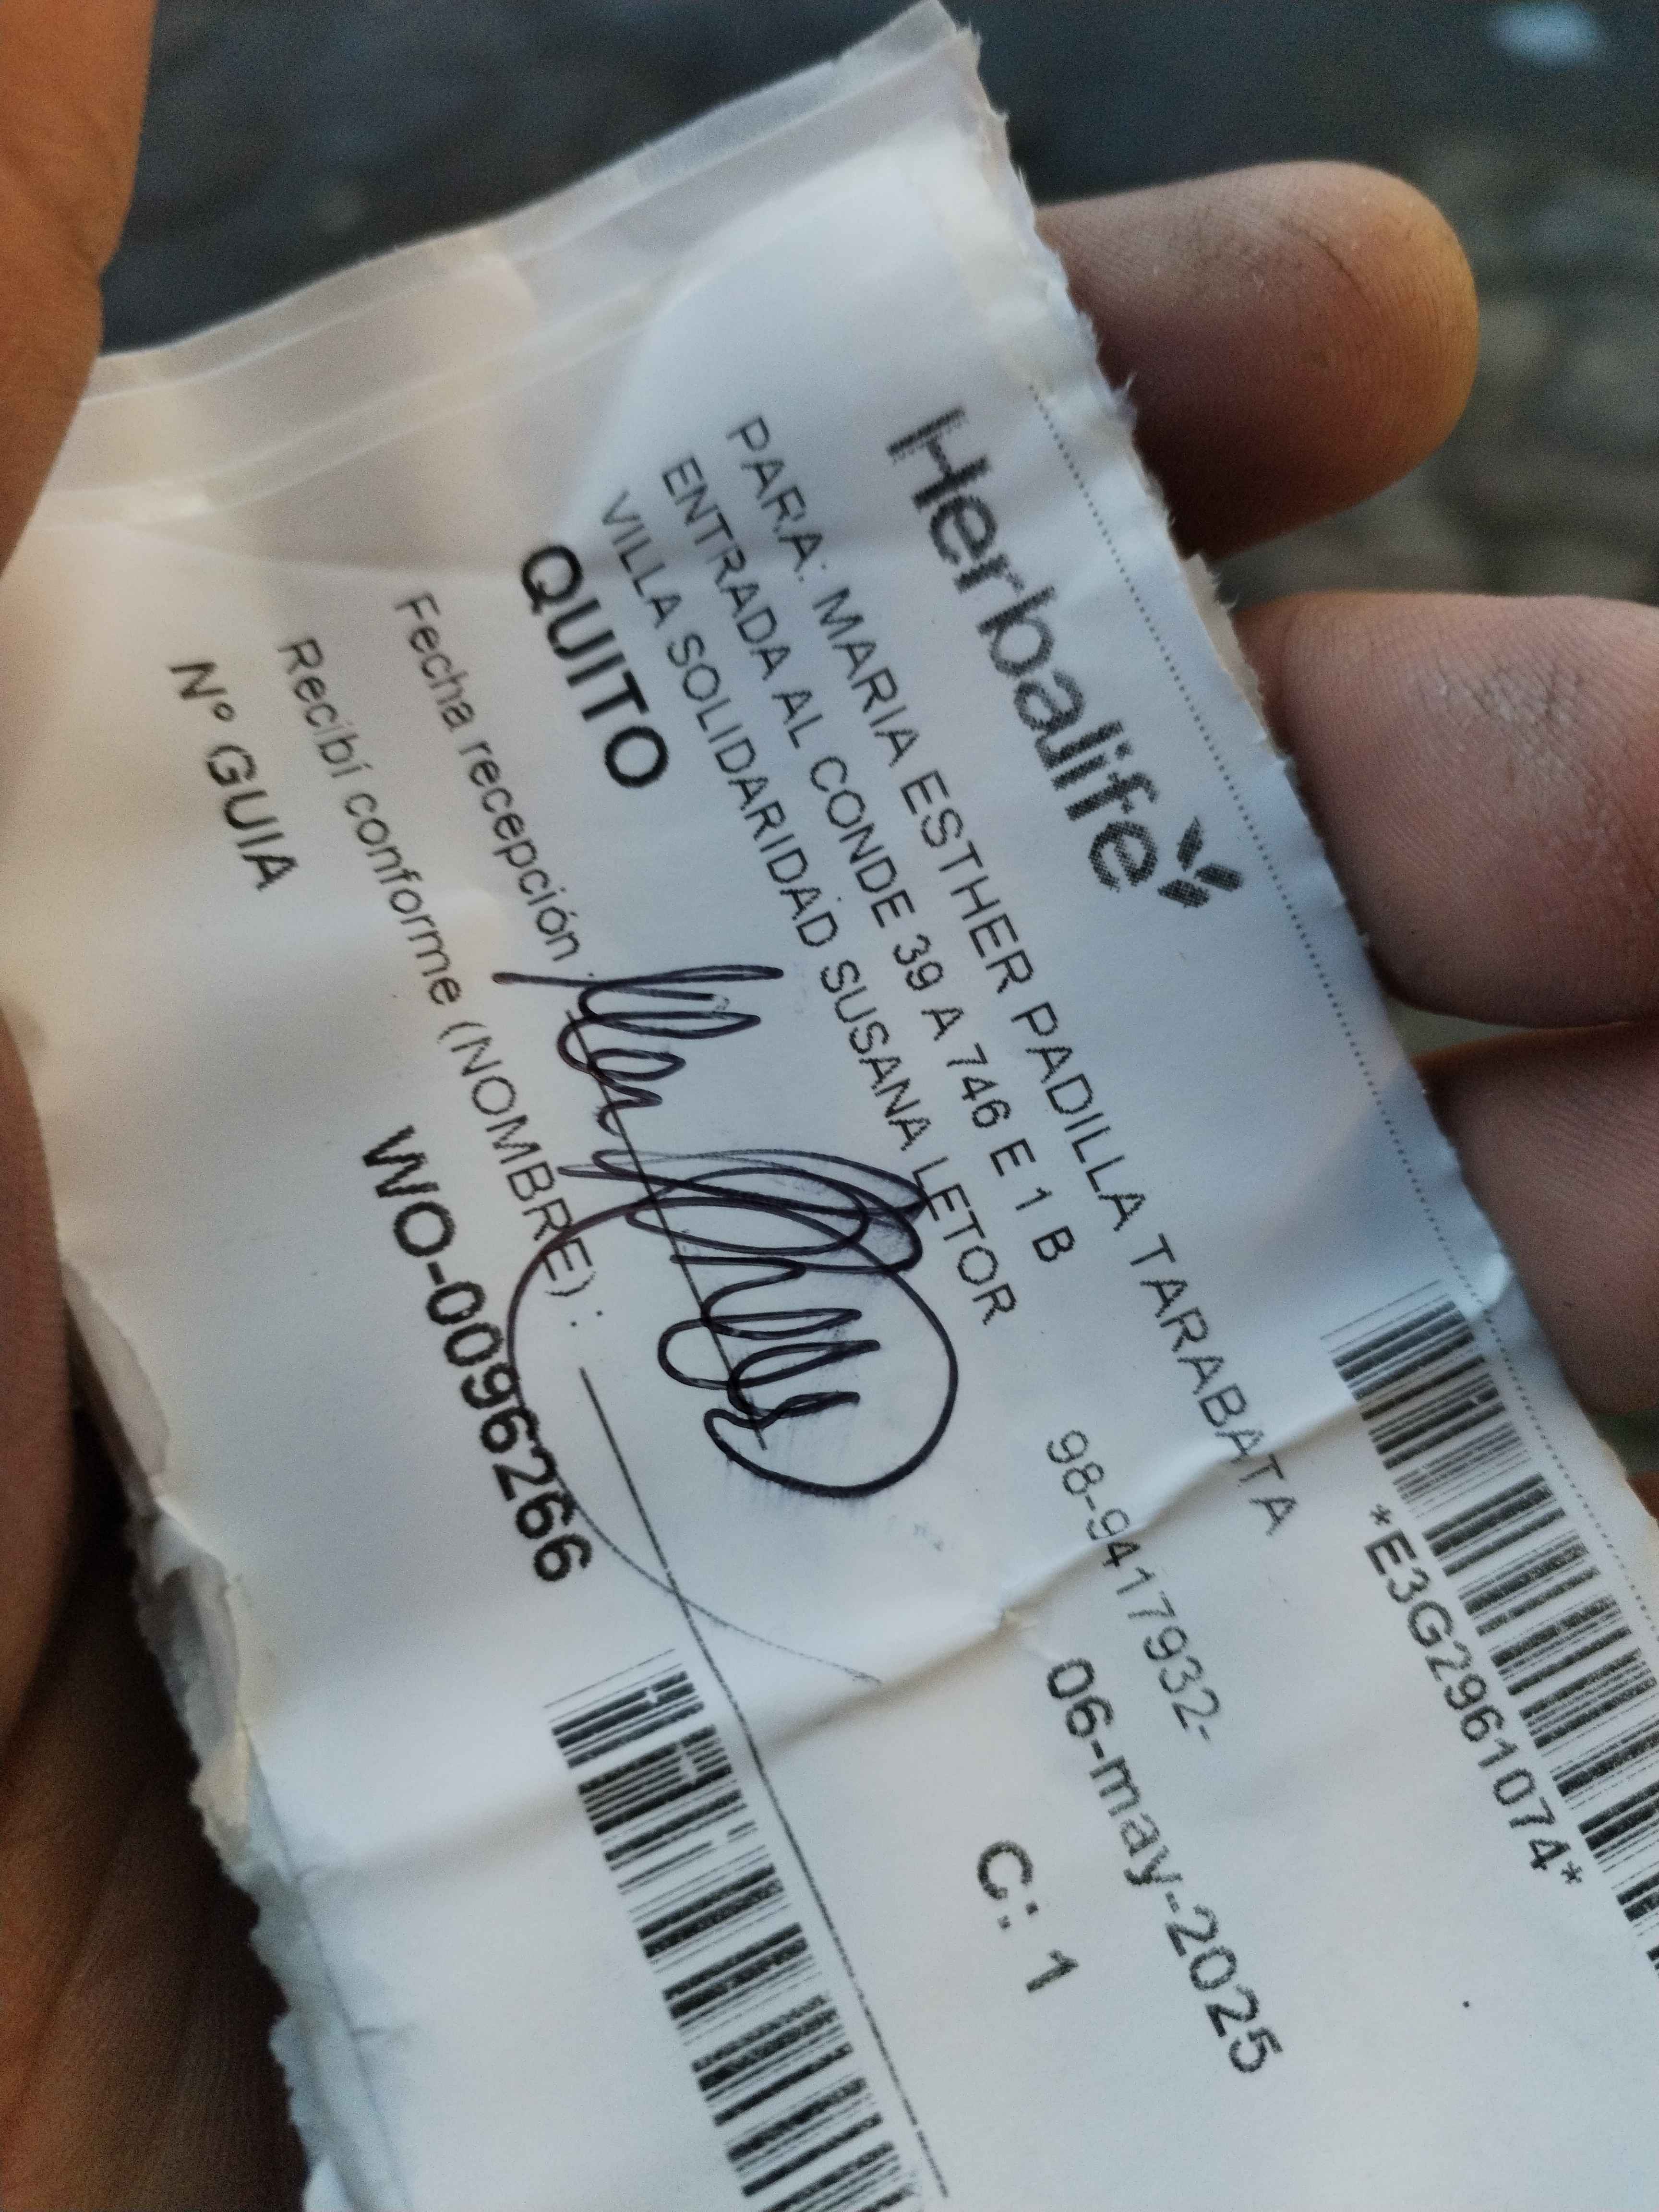 Herbalife
*E3G2961074*
PARA: MARIA ESTHER PADILLA TARABATA
ENTRADA AL CONDE 39 A 746 E 1 B
98-9417932-
VILLA SOLIDARIDAD SUSANA LETOR
06-may-2025
QUITO
C: 1
Fecha recepción
Recibí conforme (NOMBRE) :
Nº GUIA
WO-0096266